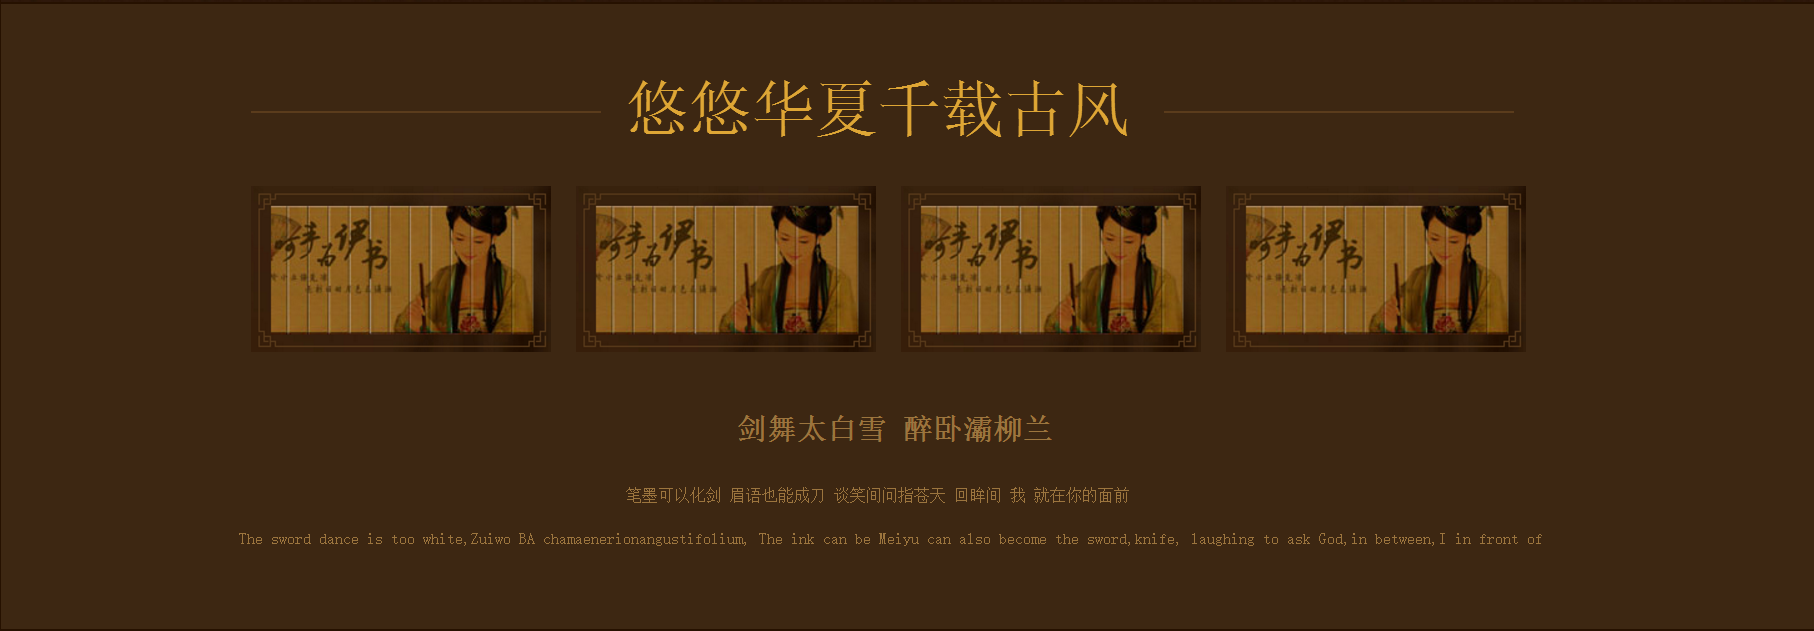 悠悠华夏千载古风
剑舞太白雪 醉卧灞柳兰
笔墨可以化剑 眉语也能成刀 谈笑间问指苍天 回眸间 我 就在你的面前
The sword dance is too white,Zuiwo BA chamaenerionangustifolium, The ink can be Meiyu can also become the sword,knife, laughing to ask God,in between,I in front of